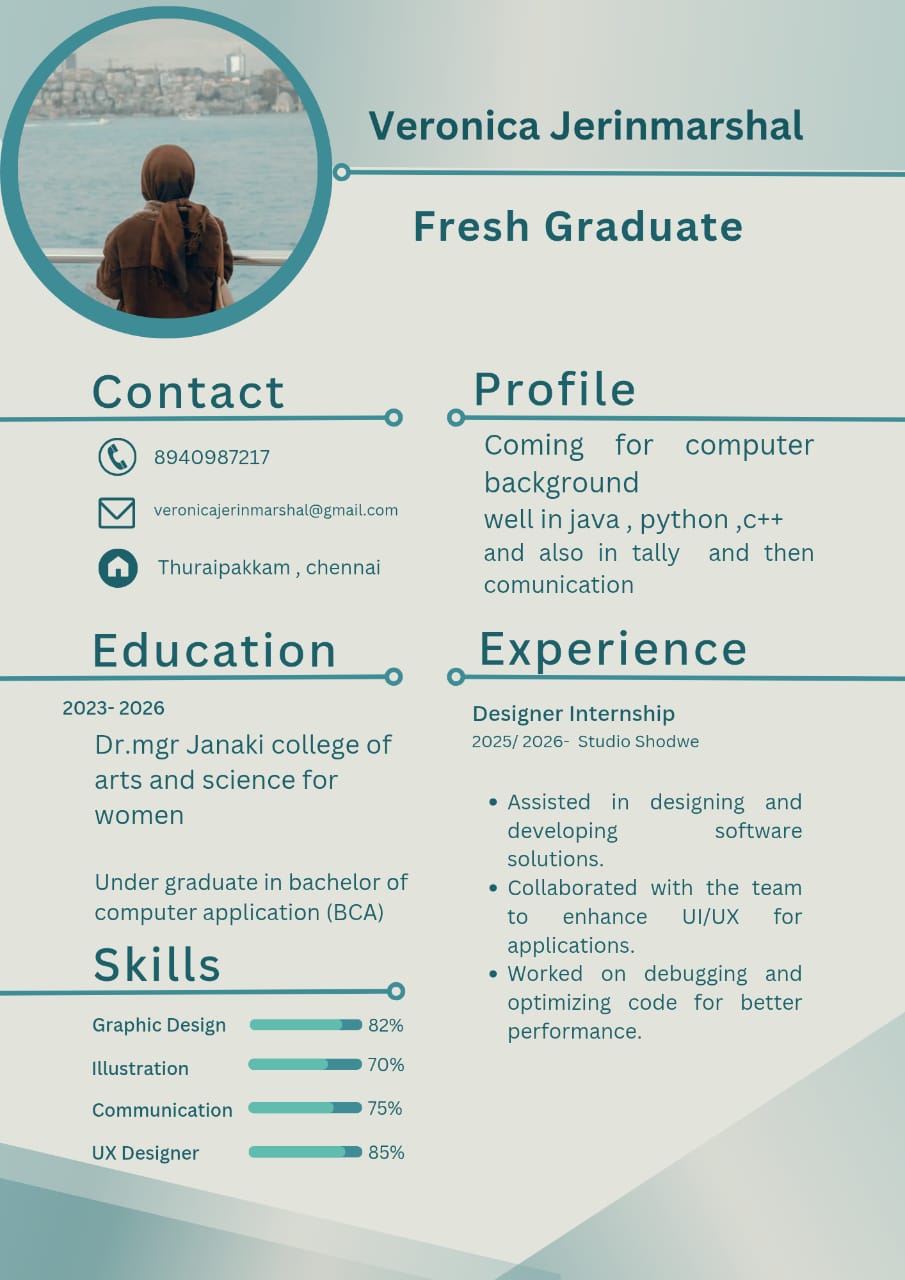 Veronica Jerinmarshal
Fresh Graduate
Contact
8940987217
veronicajerinmarshal@gmail.com
Thuraipakkam , chennai
Profile
Coming for computer
background
well in java , python ,c++
and also in tally and then
comunication
Education
2023- 2026
Dr.mgr Janaki college of
arts and science for
women
Under graduate in bachelor of
computer application (BCA)
Experience
Designer Internship
2025/ 2026- Studio Shodwe
• Assisted in designing and
developing software
solutions.
• Collaborated with the team
to enhance UI/UX for
applications.
• Worked on debugging and
optimizing code for better
performance.
Skills
Graphic Design 82%
Illustration 70%
Communication 75%
UX Designer 85%